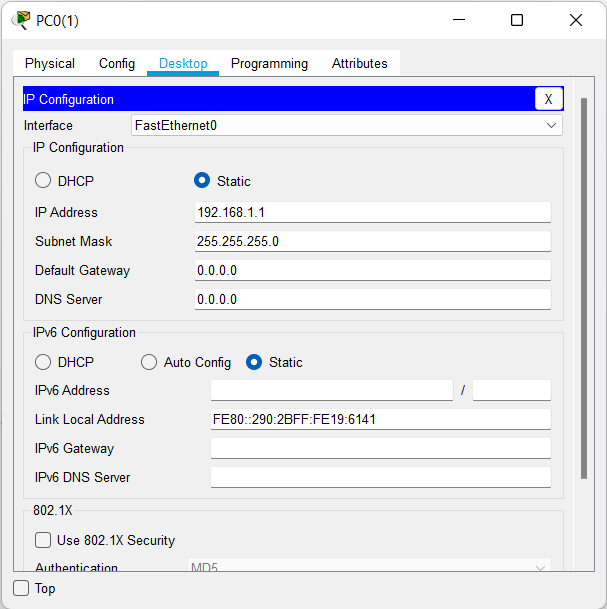 PC0(1)
Physical Config Desktop Programming Attributes
IP Configuration X
Interface FastEthernet0
IP Configuration
DHCP Static
IP Address 192.168.1.1
Subnet Mask 255.255.255.0
Default Gateway 0.0.0.0
DNS Server 0.0.0.0
IPv6 Configuration
DHCP Auto Config Static
IPv6 Address /
Link Local Address FE80::290:2BFF:FE19:6141
IPv6 Gateway
IPv6 DNS Server
802.1X
Use 802.1X Security
Authentication MD5
Top